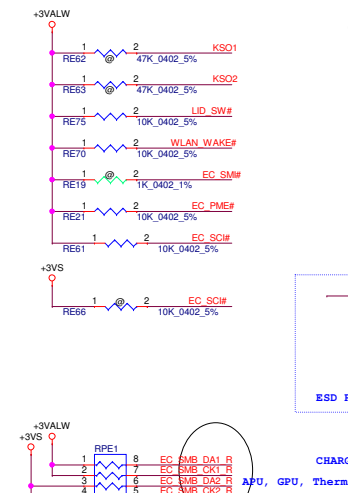 +3VALW
1 2 KSO1
RE62 @ 47K_0402_5%
1 2 KSO2
RE63 @ 47K_0402_5%
1 2 LID_SW#
RE75 10K_0402_5%
1 2 WLAN_WAKE#
RE70 10K_0402_5%
1 @ 2 EC_SMI#
RE19 1K_0402_1%
1 2 EC_PME#
RE21 10K_0402_5%
1 2 EC_SCI#
RE61 10K_0402_5%
+3VS
1 @ 2 EC_SCI#
RE66 10K_0402_5%
ESD
+3VALW
+3VS
RPE1
1 8 EC_SMB_DA1_R
2 7 EC_SMB_CK1_R
3 6 EC_SMB_DA2_R
4 5 EC_SMB_CK2_R
CHARG
APU, GPU, Therm